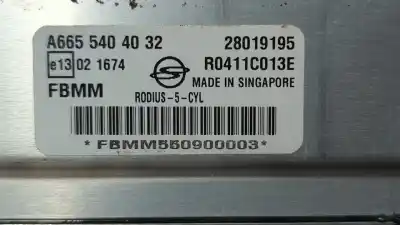 A665 540 40 32 28019195
e13 02 1674 R0411C013E
MADE IN SINGAPORE
FBMM
RODIUS-5-CYL
*FBMM550900003*